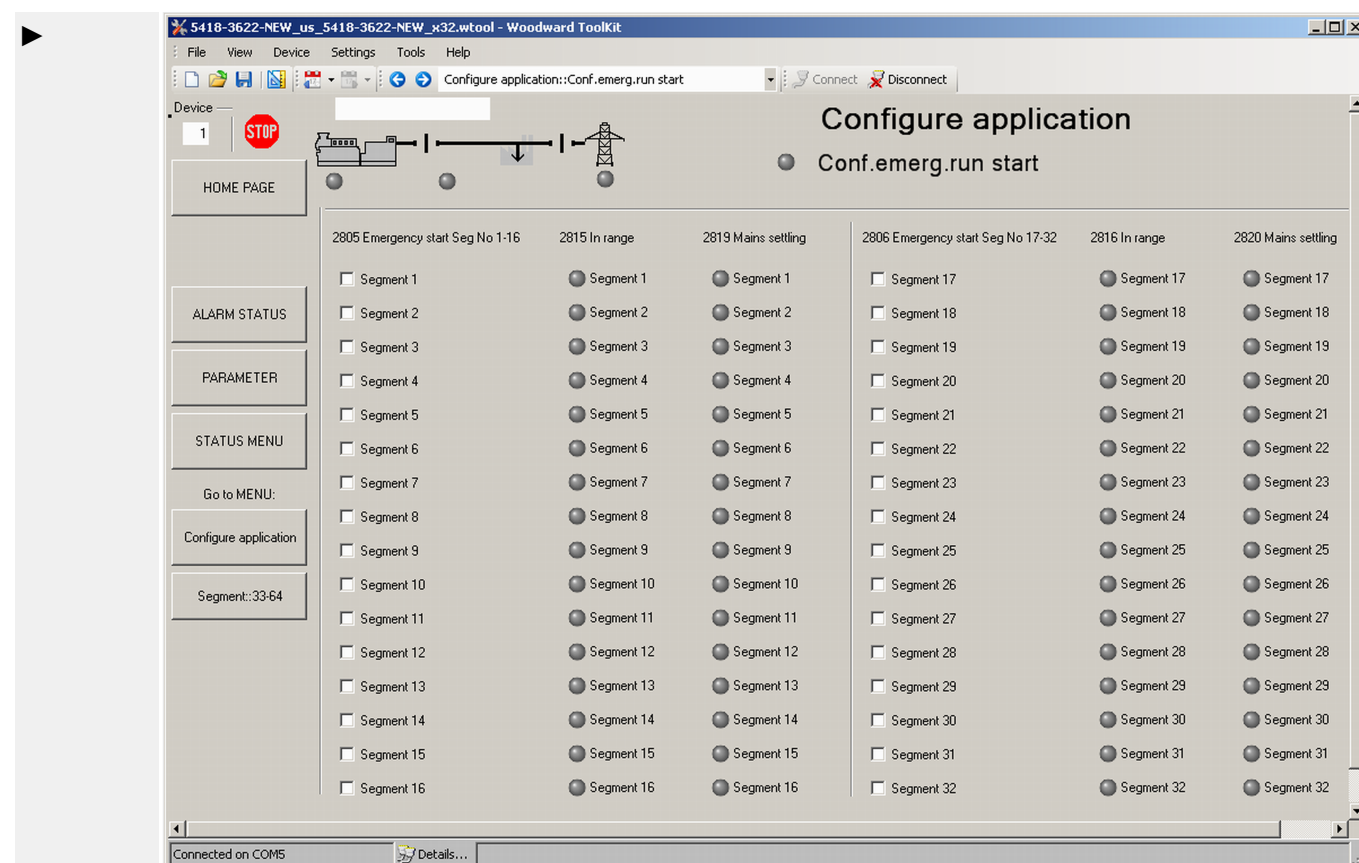 5418-3622-NEW_us_5418-3622-NEW_x32.wtool - Woodward ToolKit
File View Device Settings Tools Help
Configure application::Conf.emerg.run start Connect Disconnect
Device
1 STOP
Configure application
Conf.emerg.run start
HOME PAGE
ALARM STATUS
PARAMETER
STATUS MENU
Go to MENU:
Configure application
Segment::33-64
2805 Emergency start Seg No 1-16 2815 In range 2819 Mains settling 2806 Emergency start Seg No 17-32 2816 In range 2820 Mains settling
Segment 1 Segment 1 Segment 1 Segment 17 Segment 17 Segment 17
Segment 2 Segment 2 Segment 2 Segment 18 Segment 18 Segment 18
Segment 3 Segment 3 Segment 3 Segment 19 Segment 19 Segment 19
Segment 4 Segment 4 Segment 4 Segment 20 Segment 20 Segment 20
Segment 5 Segment 5 Segment 5 Segment 21 Segment 21 Segment 21
Segment 6 Segment 6 Segment 6 Segment 22 Segment 22 Segment 22
Segment 7 Segment 7 Segment 7 Segment 23 Segment 23 Segment 23
Segment 8 Segment 8 Segment 8 Segment 24 Segment 24 Segment 24
Segment 9 Segment 9 Segment 9 Segment 25 Segment 25 Segment 25
Segment 10 Segment 10 Segment 10 Segment 26 Segment 26 Segment 26
Segment 11 Segment 11 Segment 11 Segment 27 Segment 27 Segment 27
Segment 12 Segment 12 Segment 12 Segment 28 Segment 28 Segment 28
Segment 13 Segment 13 Segment 13 Segment 29 Segment 29 Segment 29
Segment 14 Segment 14 Segment 14 Segment 30 Segment 30 Segment 30
Segment 15 Segment 15 Segment 15 Segment 31 Segment 31 Segment 31
Segment 16 Segment 16 Segment 16 Segment 32 Segment 32 Segment 32
Connected on COM5 Details...